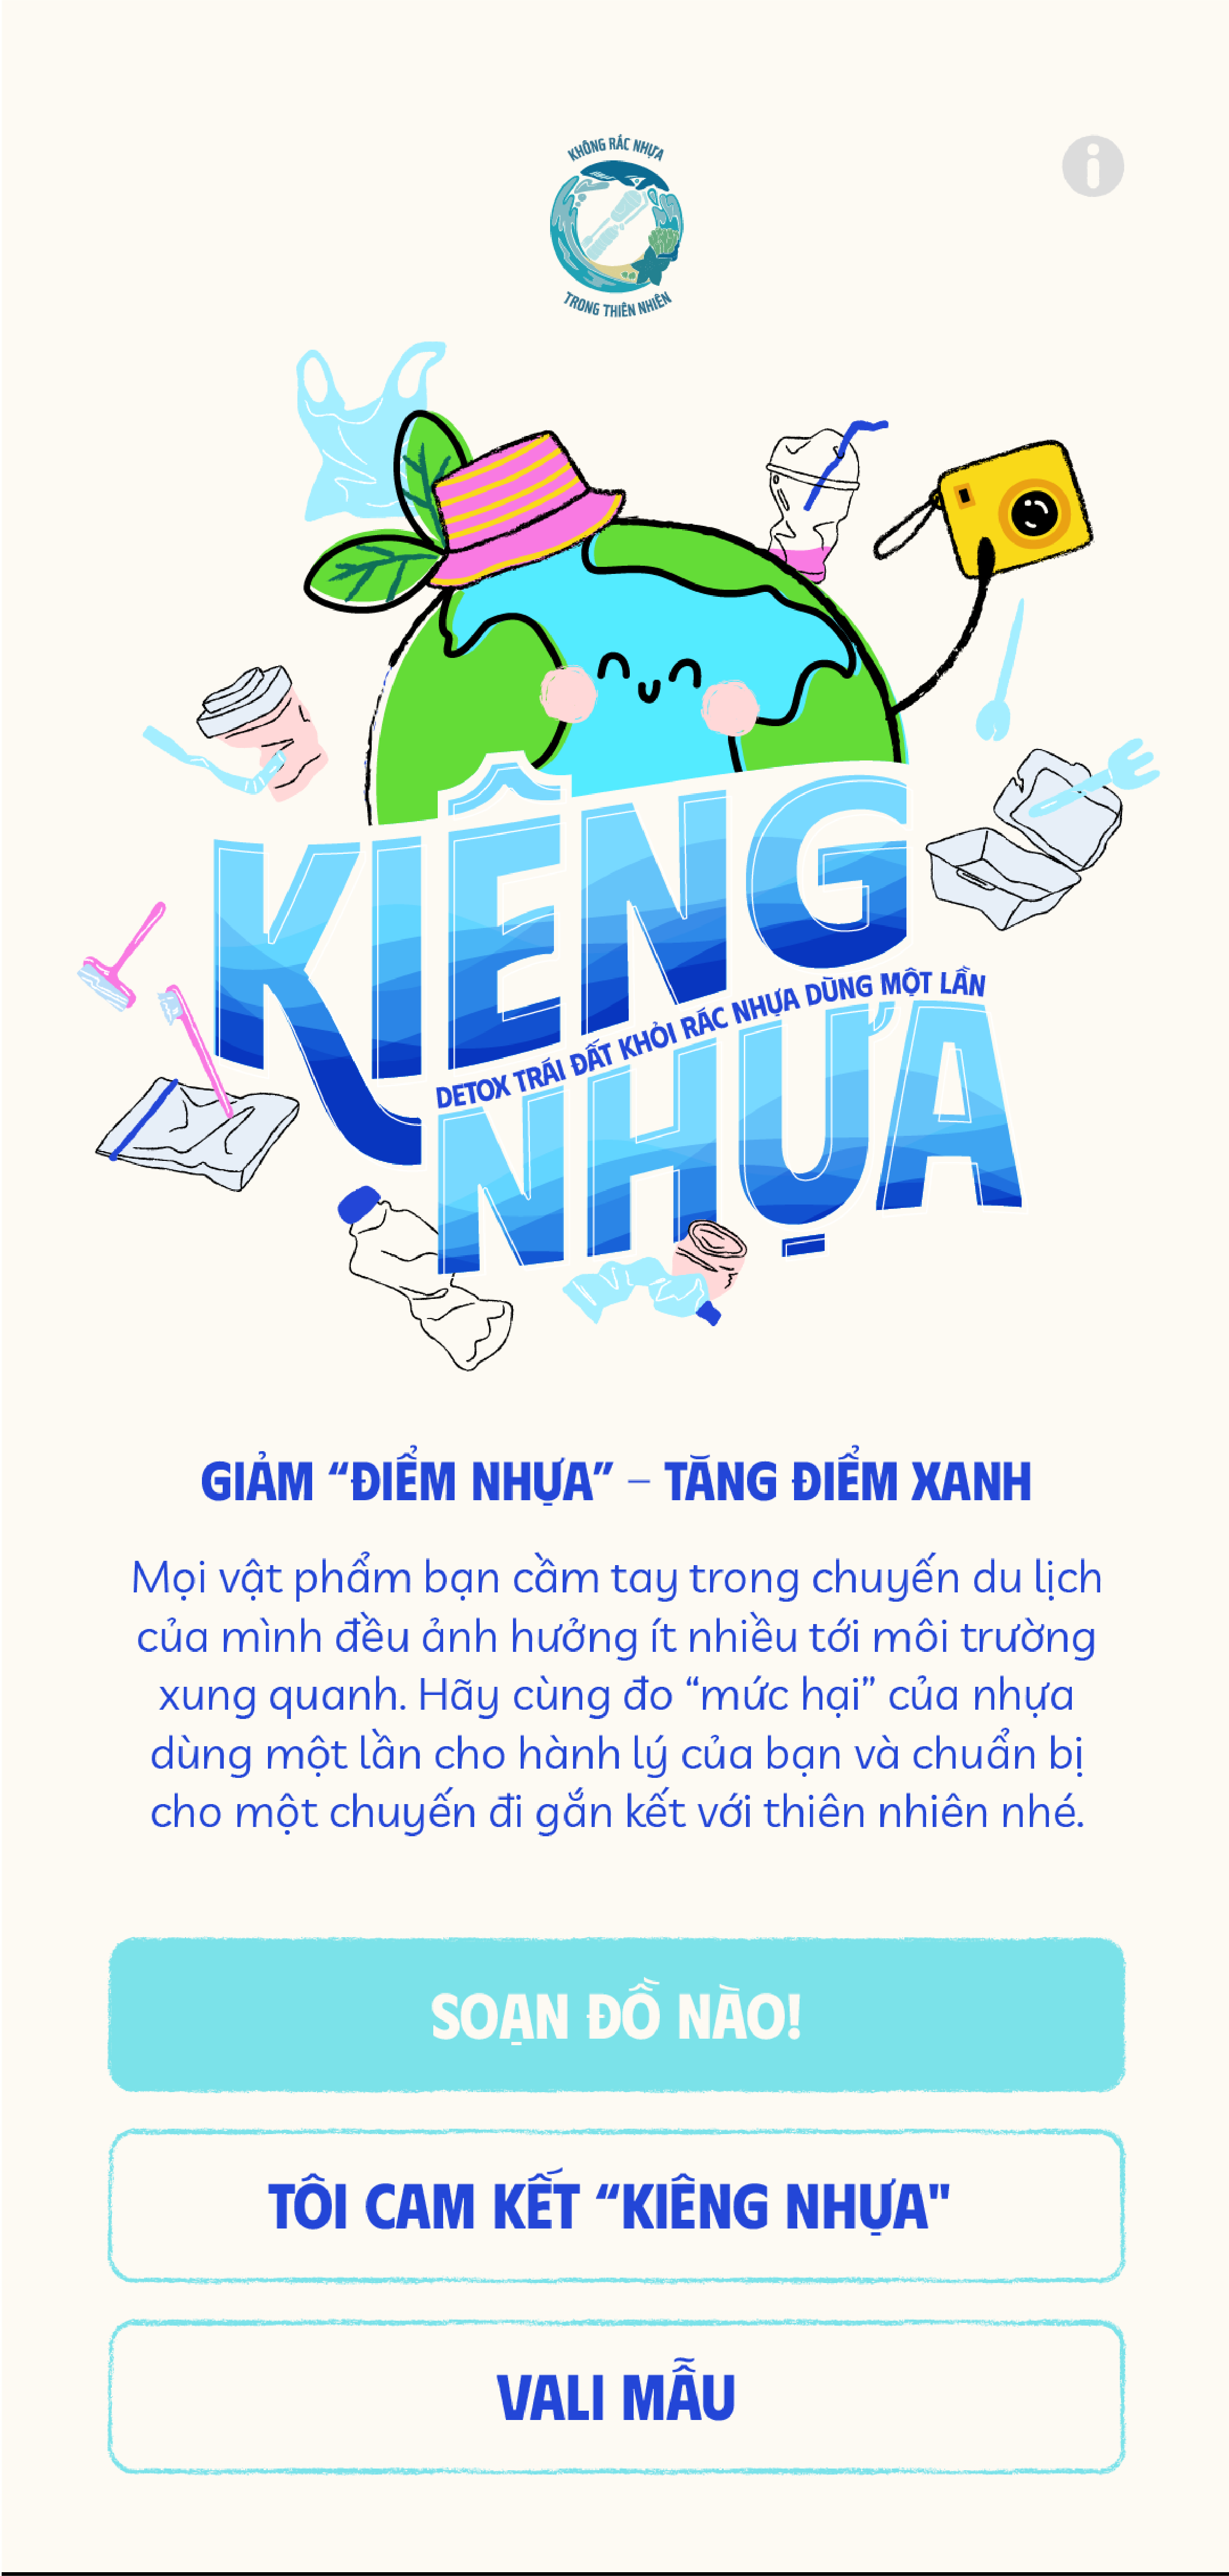 KHÔNG RÁC NHỰA
TRONG THIÊN NHIÊN
KIÊNG
DETOX TRÁI ĐẤT KHỎI RÁC NHỰA DÙNG MỘT LẦN
NHỰA
GIẢM “ĐIỂM NHỰA” – TĂNG ĐIỂM XANH
Mọi vật phẩm bạn cầm tay trong chuyến du lịch
của mình đều ảnh hưởng ít nhiều tới môi trường
xung quanh. Hãy cùng đo “mức hại” của nhựa
dùng một lần cho hành lý của bạn và chuẩn bị
cho một chuyến đi gắn kết với thiên nhiên nhé.
SOẠN ĐỒ NÀO!
TÔI CAM KẾT “KIÊNG NHỰA"
VALI MẪU